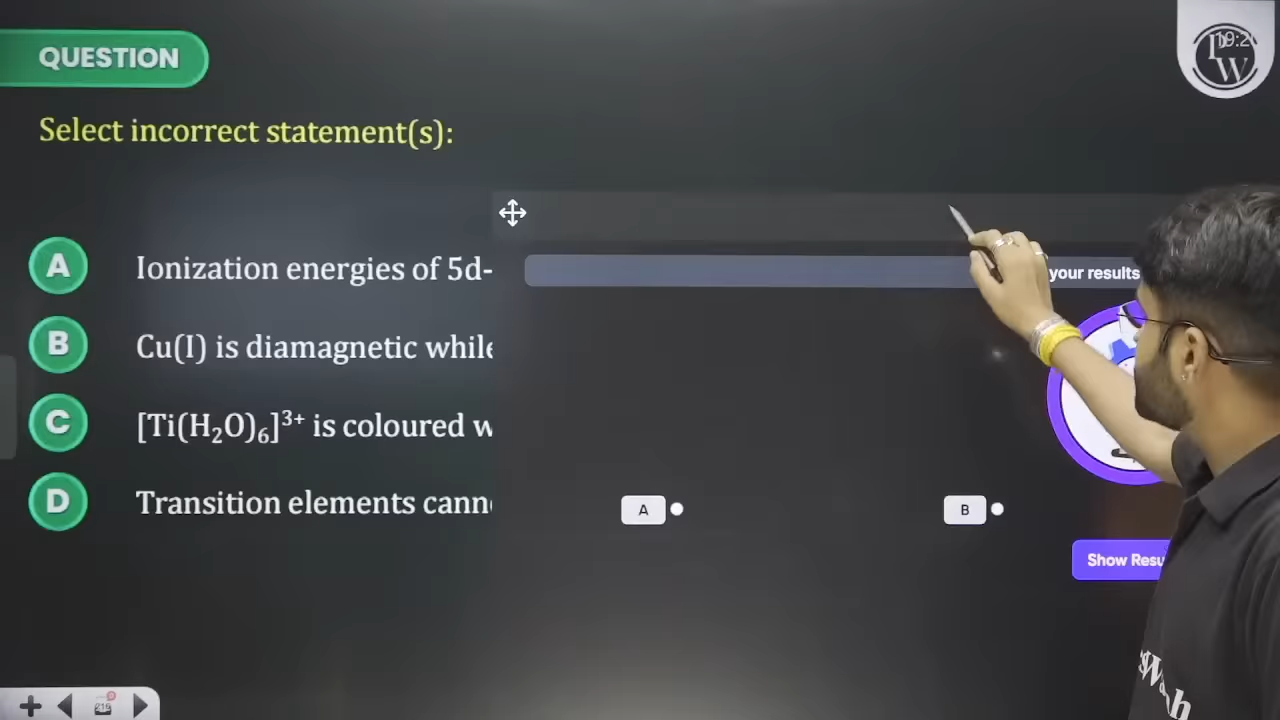 QUESTION
Select incorrect statement(s):
A Ionization energies of 5d-
your results
B Cu(I) is diamagnetic while
C [Ti(H₂O)₆]³⁺ is coloured w
D Transition elements cann
A
B
Show Resu